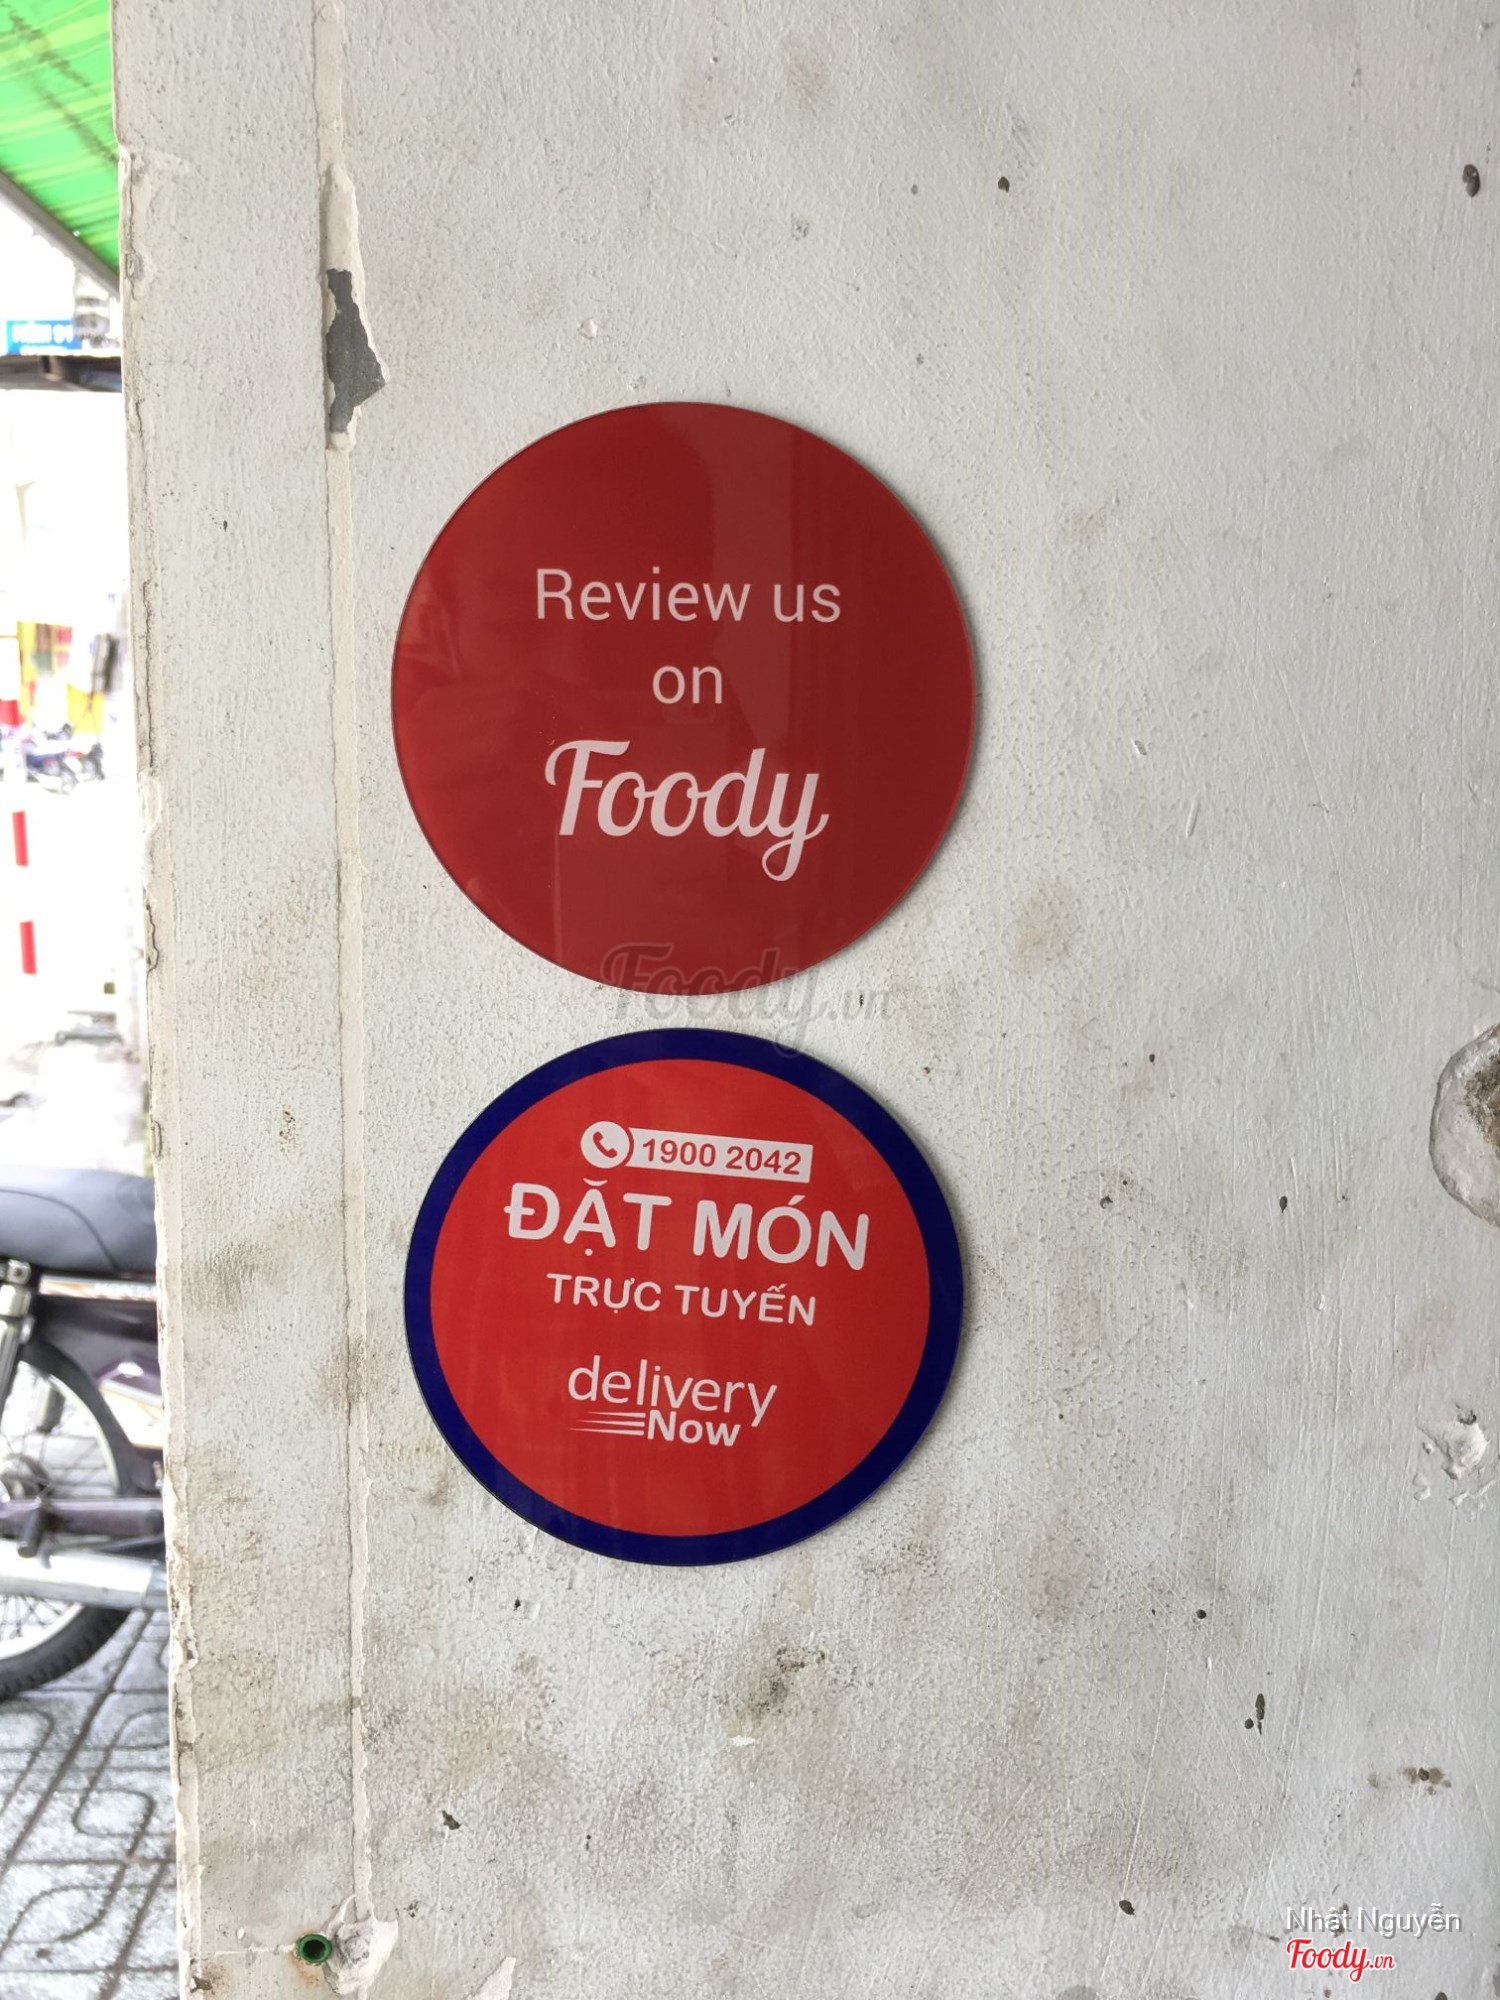 Review us
on
Foody
Foody.vn
1900 2042
ĐẶT MÓN
TRỰC TUYẾN
delivery
Now
Nhật Nguyễn
Foody.vn